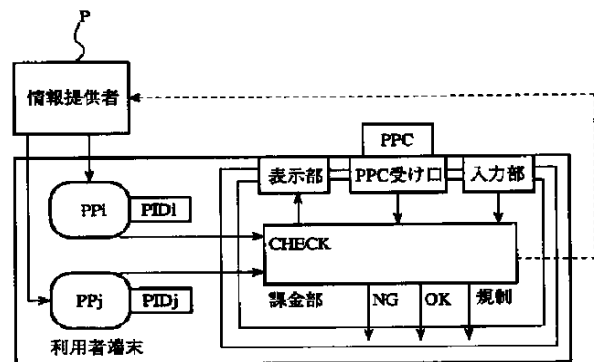 P
情報提供者
PPC
表示部
PPC受け口
入力部
PPi
PIDi
CHECK
PPj
PIDj
課金部
NG
OK
規制
利用者端末